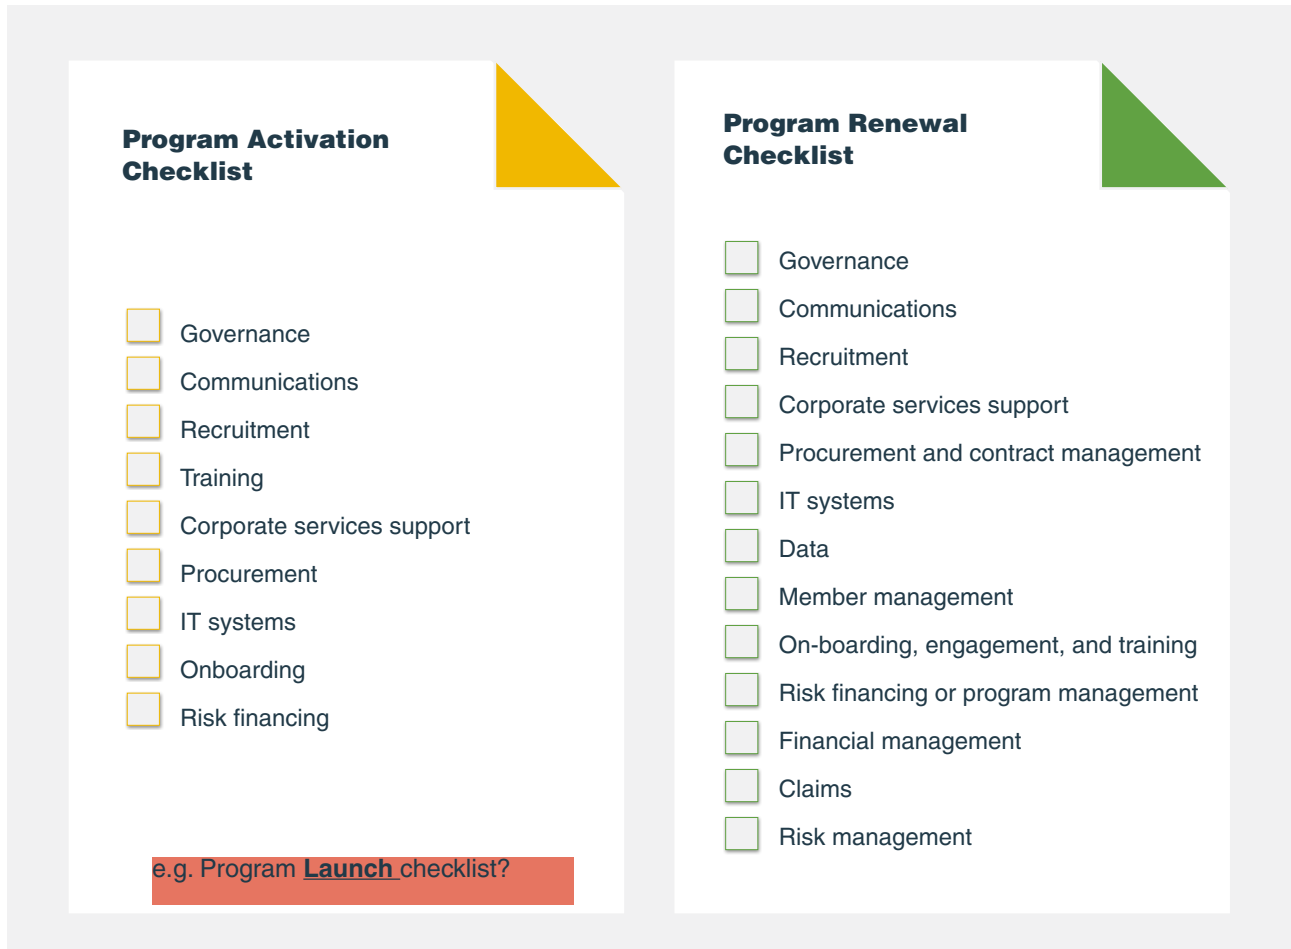 Program Activation
Checklist
Governance
Communications
Recruitment
Training
Corporate services support
Procurement
IT systems
Onboarding
Risk financing
e.g. Program Launch checklist?
Program Renewal
Checklist
Governance
Communications
Recruitment
Corporate services support
Procurement and contract management
IT systems
Data
Member management
On-boarding, engagement, and training
Risk financing or program management
Financial management
Claims
Risk management